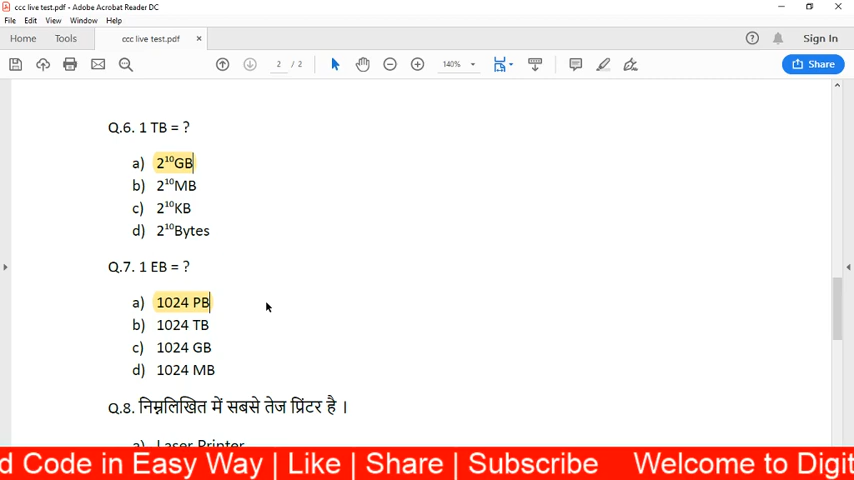 ccc live test.pdf - Adobe Acrobat Reader DC
File Edit View Window Help
Home Tools ccc live test.pdf × Sign In
2 / 2 140% Share
Q.6. 1 TB = ?
a) 2¹⁰GB
b) 2¹⁰MB
c) 2¹⁰KB
d) 2¹⁰Bytes
Q.7. 1 EB = ?
a) 1024 PB
b) 1024 TB
c) 1024 GB
d) 1024 MB
Q.8. निम्नलिखित में सबसे तेज प्रिंटर है ।
a) Laser Printer
d Code in Easy Way | Like | Share | Subscribe Welcome to Digit